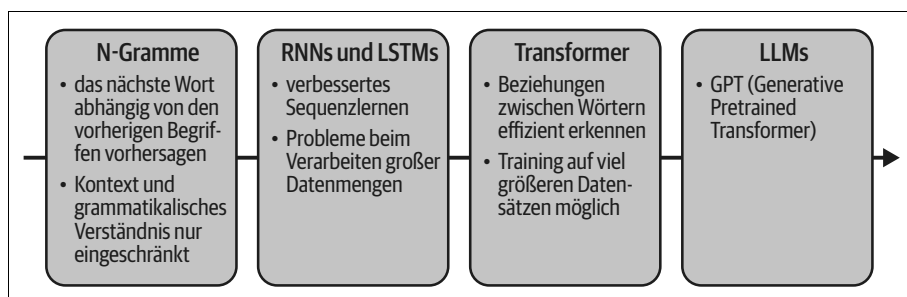 N-Gramme
• das nächste Wort
abhängig von den
vorherigen Begrif-
fen vorhersagen
• Kontext und
grammatikalisches
Verständnis nur
eingeschränkt
RNNs und LSTMs
• verbessertes
Sequenzlernen
• Probleme beim
Verarbeiten großer
Datenmengen
Transformer
• Beziehungen
zwischen Wörtern
effizient erkennen
• Training auf viel
größeren Daten-
sätzen möglich
LLMs
• GPT (Generative
Pretrained
Transformer)